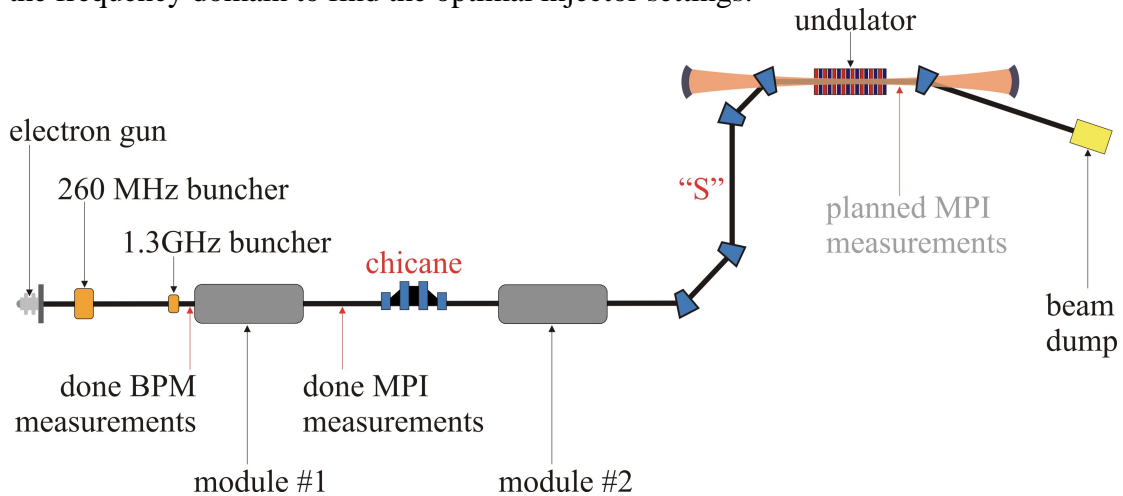 the frequency domain to find the optimal injector settings.
undulator
electron gun
260 MHz buncher
1.3GHz buncher
chicane
“S”
planned MPI
measurements
beam
dump
done BPM
measurements
done MPI
measurements
module #1
module #2